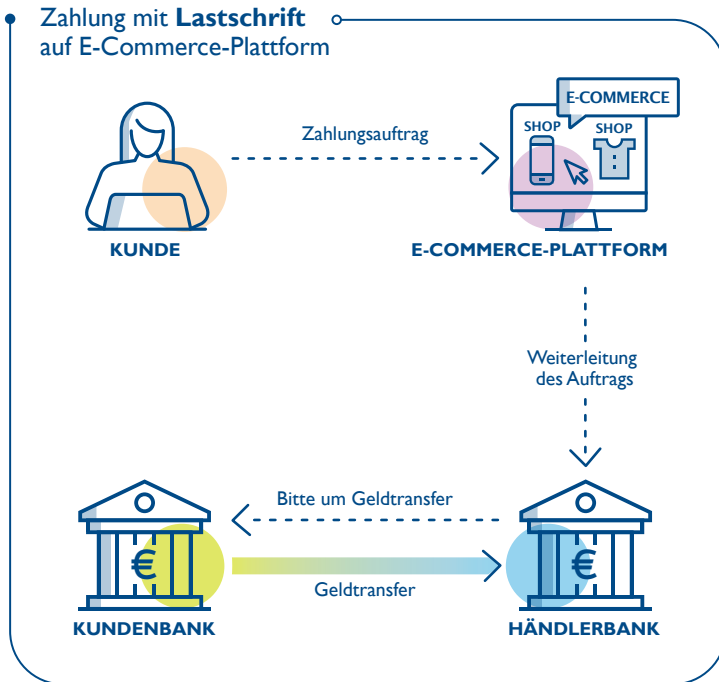 Zahlung mit Lastschrift
auf E-Commerce-Plattform
E-COMMERCE
SHOP
SHOP
Zahlungsauftrag
KUNDE
E-COMMERCE-PLATTFORM
Weiterleitung
des Auftrags
Bitte um Geldtransfer
€
€
Geldtransfer
KUNDENBANK
HÄNDLERBANK